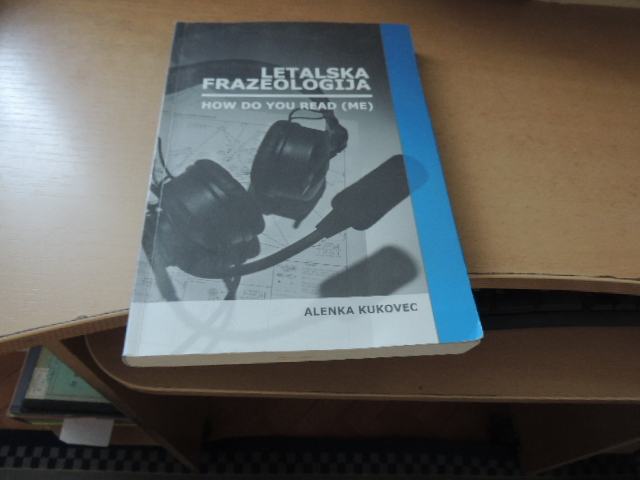 LETALSKA
FRAZEOLOGIJA
HOW DO YOU READ (ME)
ALENKA KUKOVEC